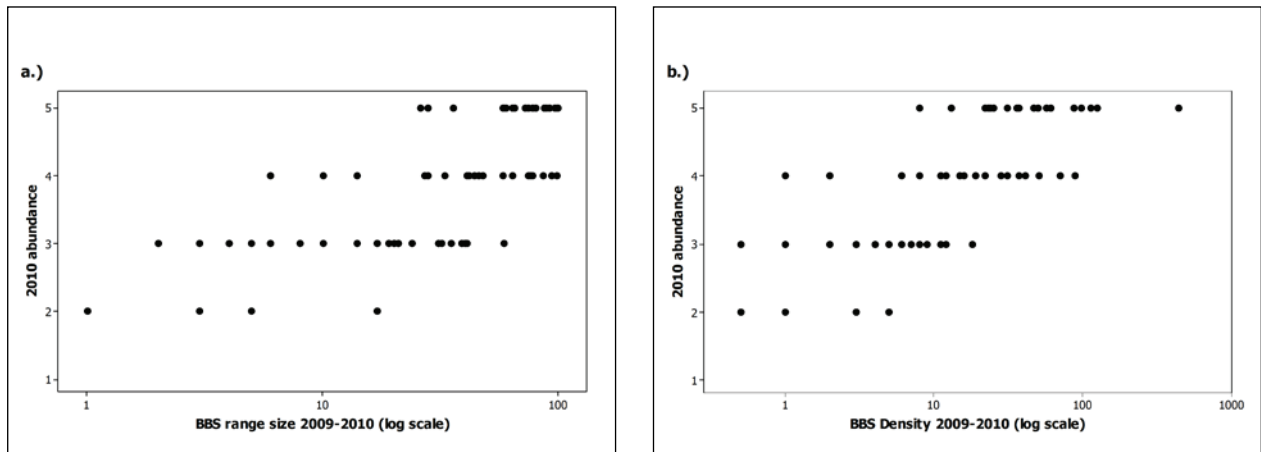 a.)
5
4
3
2
1
2010 abundance
1 10 100
BBS range size 2009-2010 (log scale)
b.)
5
4
3
2
1
2010 abundance
1 10 100 1000
BBS Density 2009-2010 (log scale)